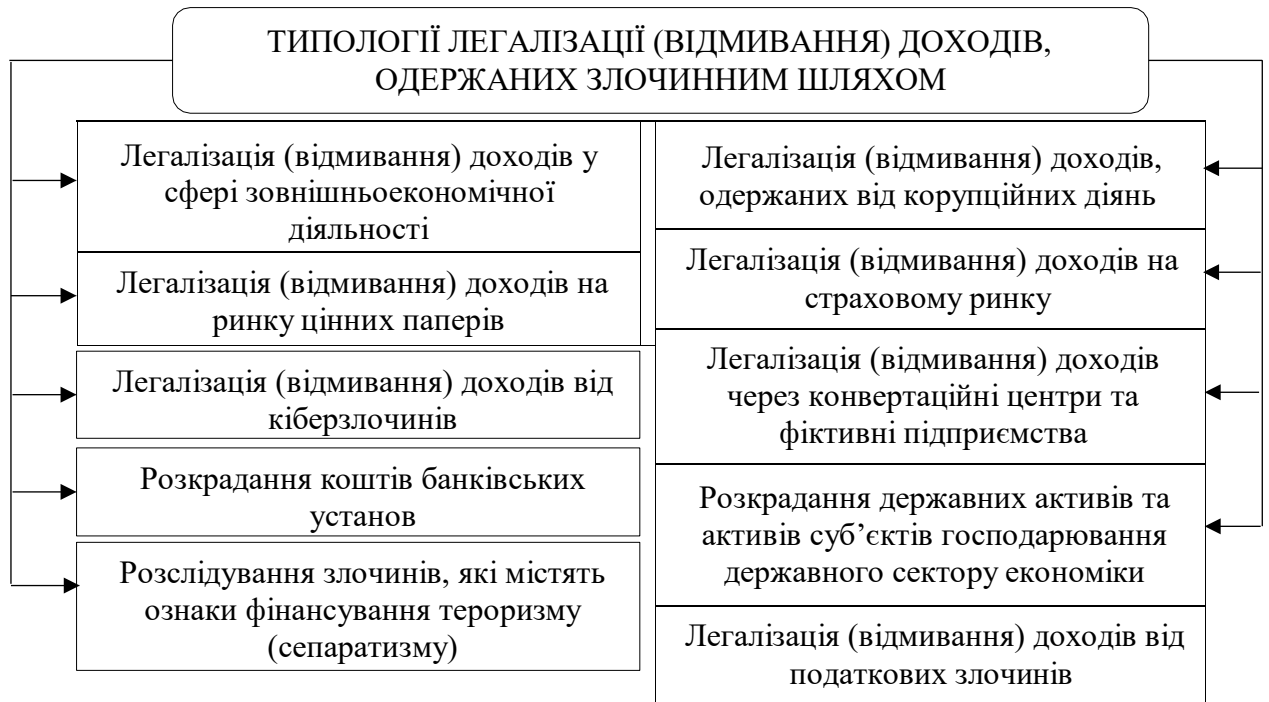 ТИПОЛОГІЇ ЛЕГАЛІЗАЦІЇ (ВІДМИВАННЯ) ДОХОДІВ,
ОДЕРЖАНИХ ЗЛОЧИННИМ ШЛЯХОМ
Легалізація (відмивання) доходів у
сфері зовнішньоекономічної
діяльності
Легалізація (відмивання) доходів на
ринку цінних паперів
Легалізація (відмивання) доходів від
кіберзлочинів
Розкрадання коштів банківських
установ
Розслідування злочинів, які містять
ознаки фінансування тероризму
(сепаратизму)
Легалізація (відмивання) доходів,
одержаних від корупційних діянь
Легалізація (відмивання) доходів на
страховому ринку
Легалізація (відмивання) доходів
через конвертаційні центри та
фіктивні підприємства
Розкрадання державних активів та
активів суб’єктів господарювання
державного сектору економіки
Легалізація (відмивання) доходів від
податкових злочинів